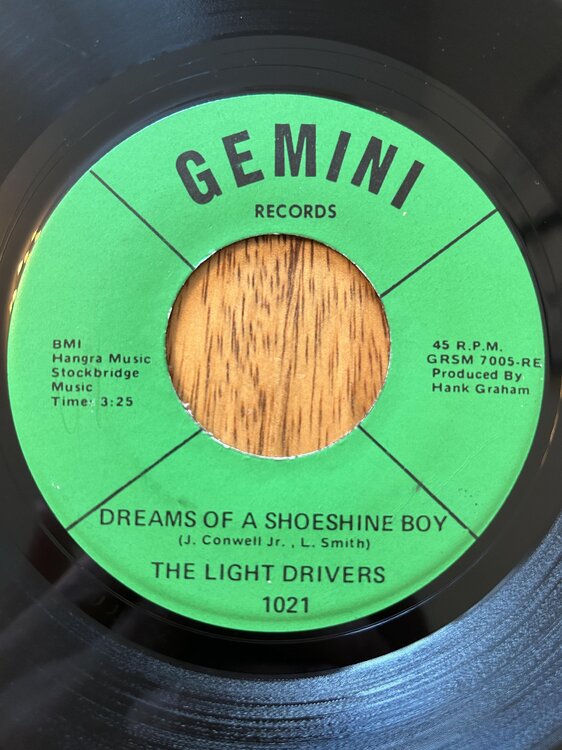 GEMINI
RECORDS
BMI
Hangra Music
Stockbridge
Music
Time: 3:25
45 R.P.M.
GRSM 7005-RE
Produced By
Hank Graham
DREAMS OF A SHOESHINE BOY
(J. Conwell Jr. , L. Smith)
THE LIGHT DRIVERS
1021